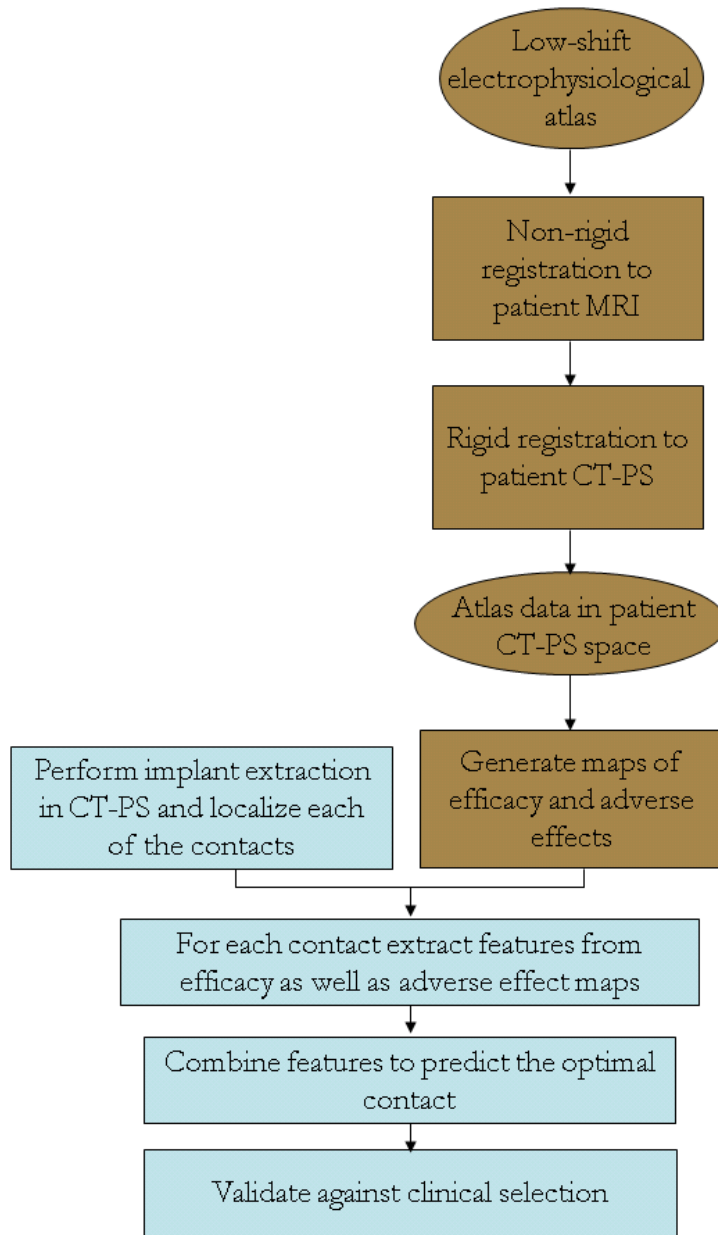 Low-shift
electrophysiological
atlas
Non-rigid
registration to
patient MRI
Rigid registration to
patient CT-PS
Atlas data in patient
CT-PS space
Perform implant extraction
in CT-PS and localize each
of the contacts
Generate maps of
efficacy and adverse
effects
For each contact extract features from
efficacy as well as adverse effect maps
Combine features to predict the optimal
contact
Validate against clinical selection